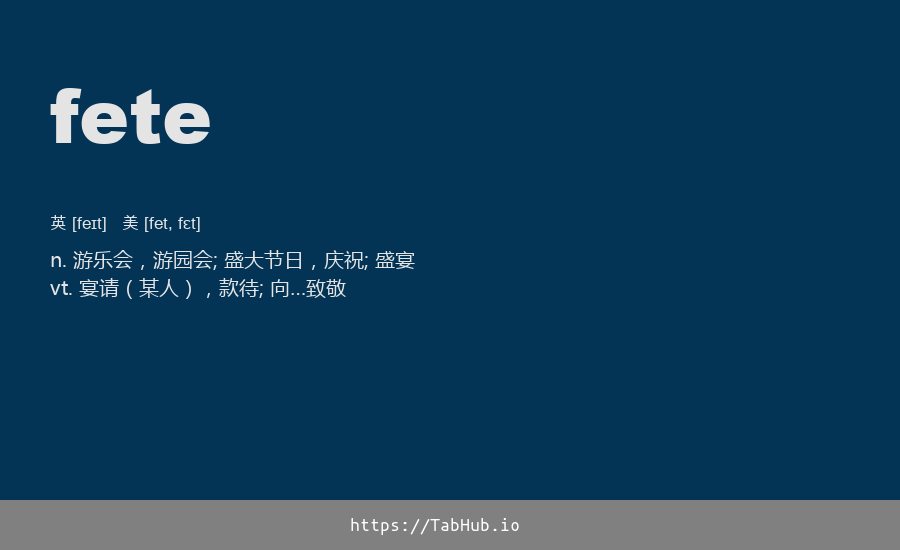 fete
英 [feɪt] 美 [fet, fɛt]
n. 游乐会，游园会; 盛大节日，庆祝; 盛宴
vt. 宴请（某人），款待; 向…致敬
https://TabHub.io